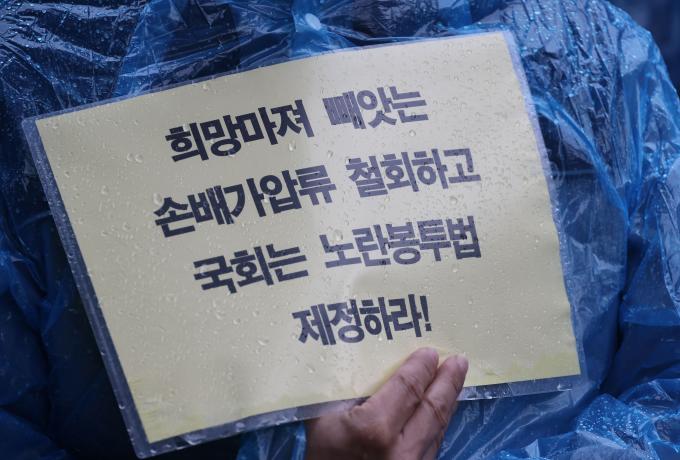 희망마져 빼앗는
손배가압류 철회하고
국회는 노란봉투법
제정하라!